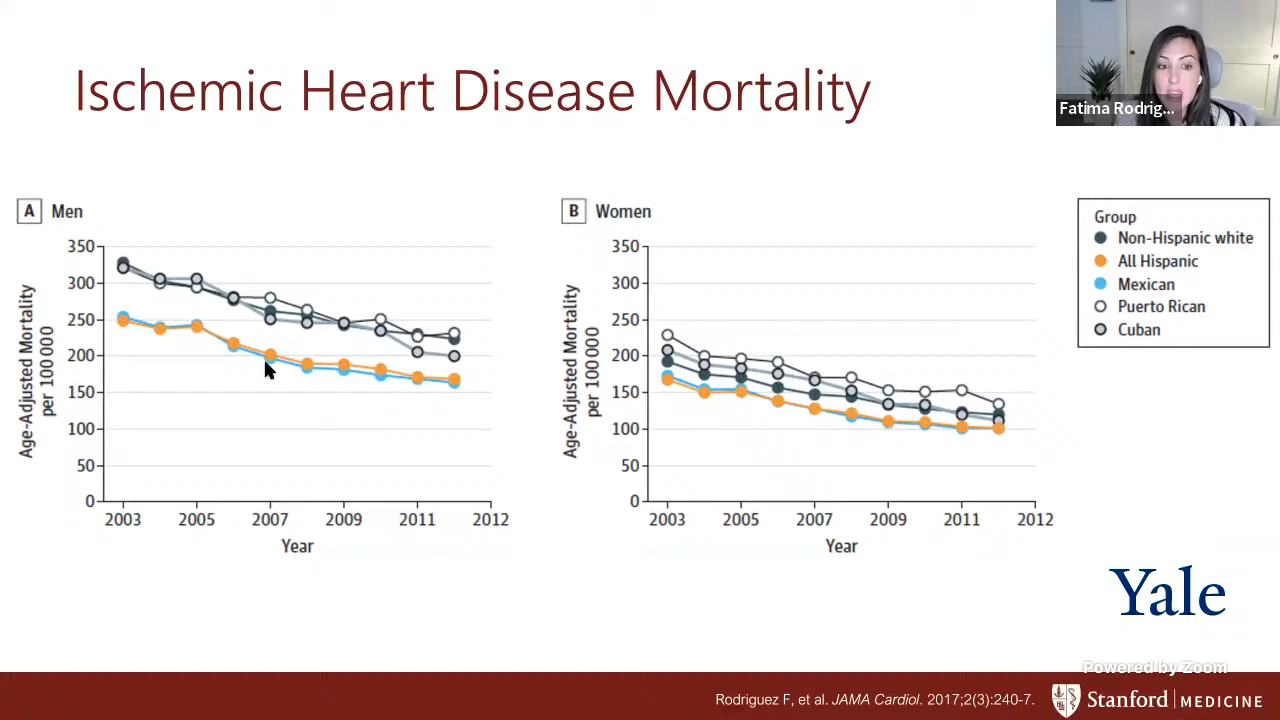 Ischemic Heart Disease Mortality
Fatima Rodrig...
A Men
350
300
250
200
150
100
50
0
Age-Adjusted Mortality
per 100 000
2003 2005 2007 2009 2011 2012
Year
B Women
350
300
250
200
150
100
50
0
Age-Adjusted Mortality
per 100 000
2003 2005 2007 2009 2011 2012
Year
Group
Non-Hispanic white
All Hispanic
Mexican
Puerto Rican
Cuban
Yale
Powered by Zoom
Rodriguez F, et al. JAMA Cardiol. 2017;2(3):240-7.
Stanford MEDICINE